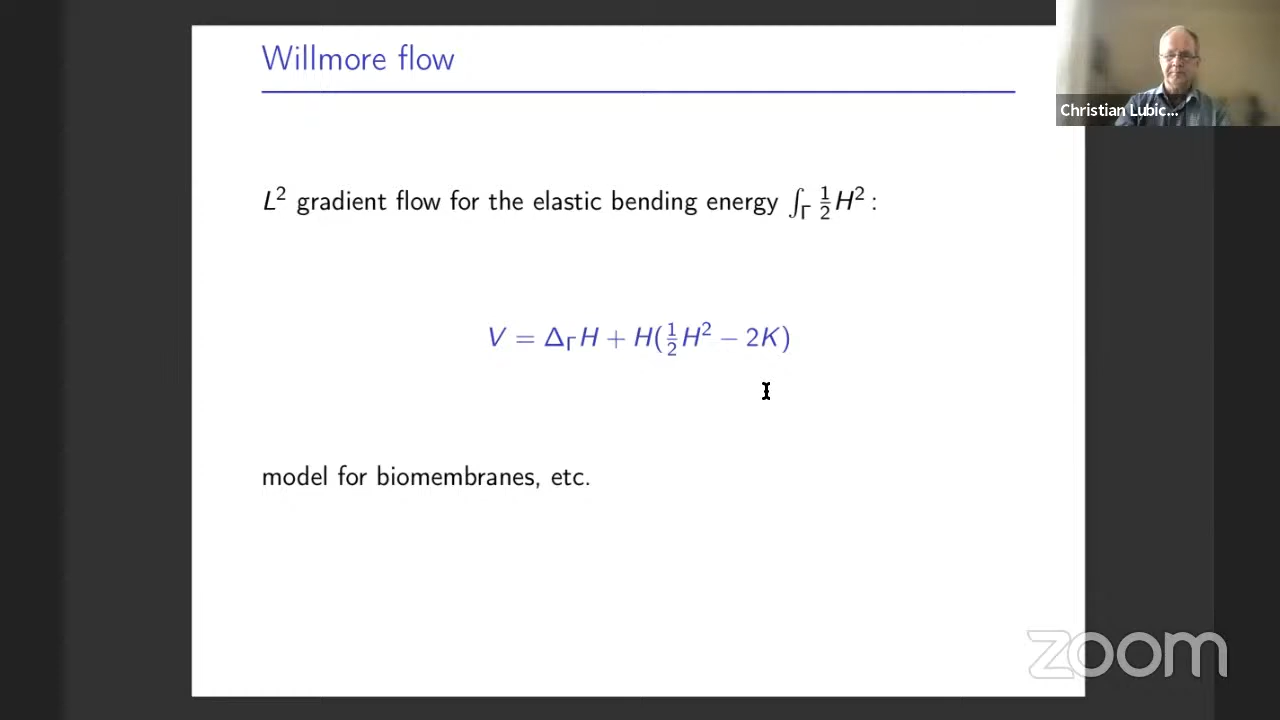 Willmore flow
Christian Lubic...
L² gradient flow for the elastic bending energy ∫_Γ ½H² :
V = Δ_Γ H + H(½H² − 2K)
model for biomembranes, etc.
zoom